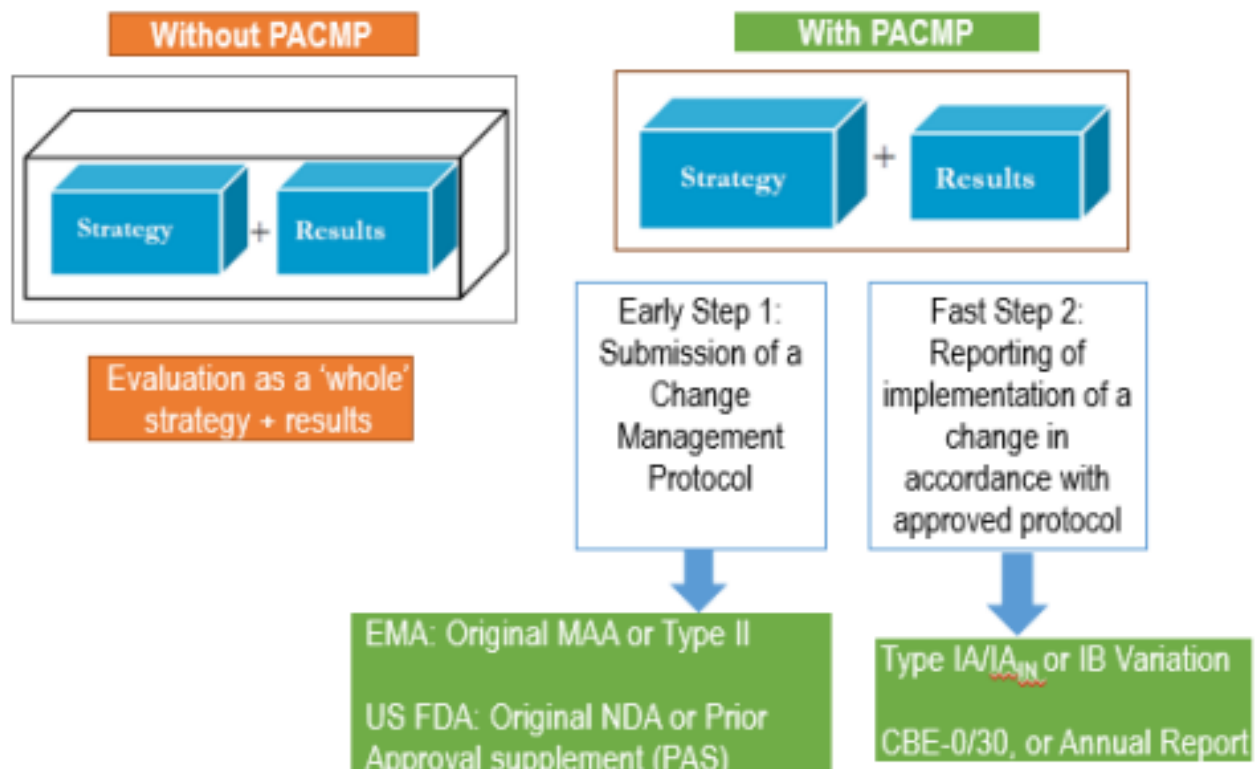 Without PACMP
Strategy
+
Results
Evaluation as a ‘whole’
strategy + results
With PACMP
Strategy
+
Results
Early Step 1:
Submission of a
Change
Management
Protocol
Fast Step 2:
Reporting of
implementation of a
change in
accordance with
approved protocol
EMA: Original MAA or Type II
US FDA: Original NDA or Prior
Approval supplement (PAS)
Type IA/IAIN or IB Variation
CBE-0/30, or Annual Report